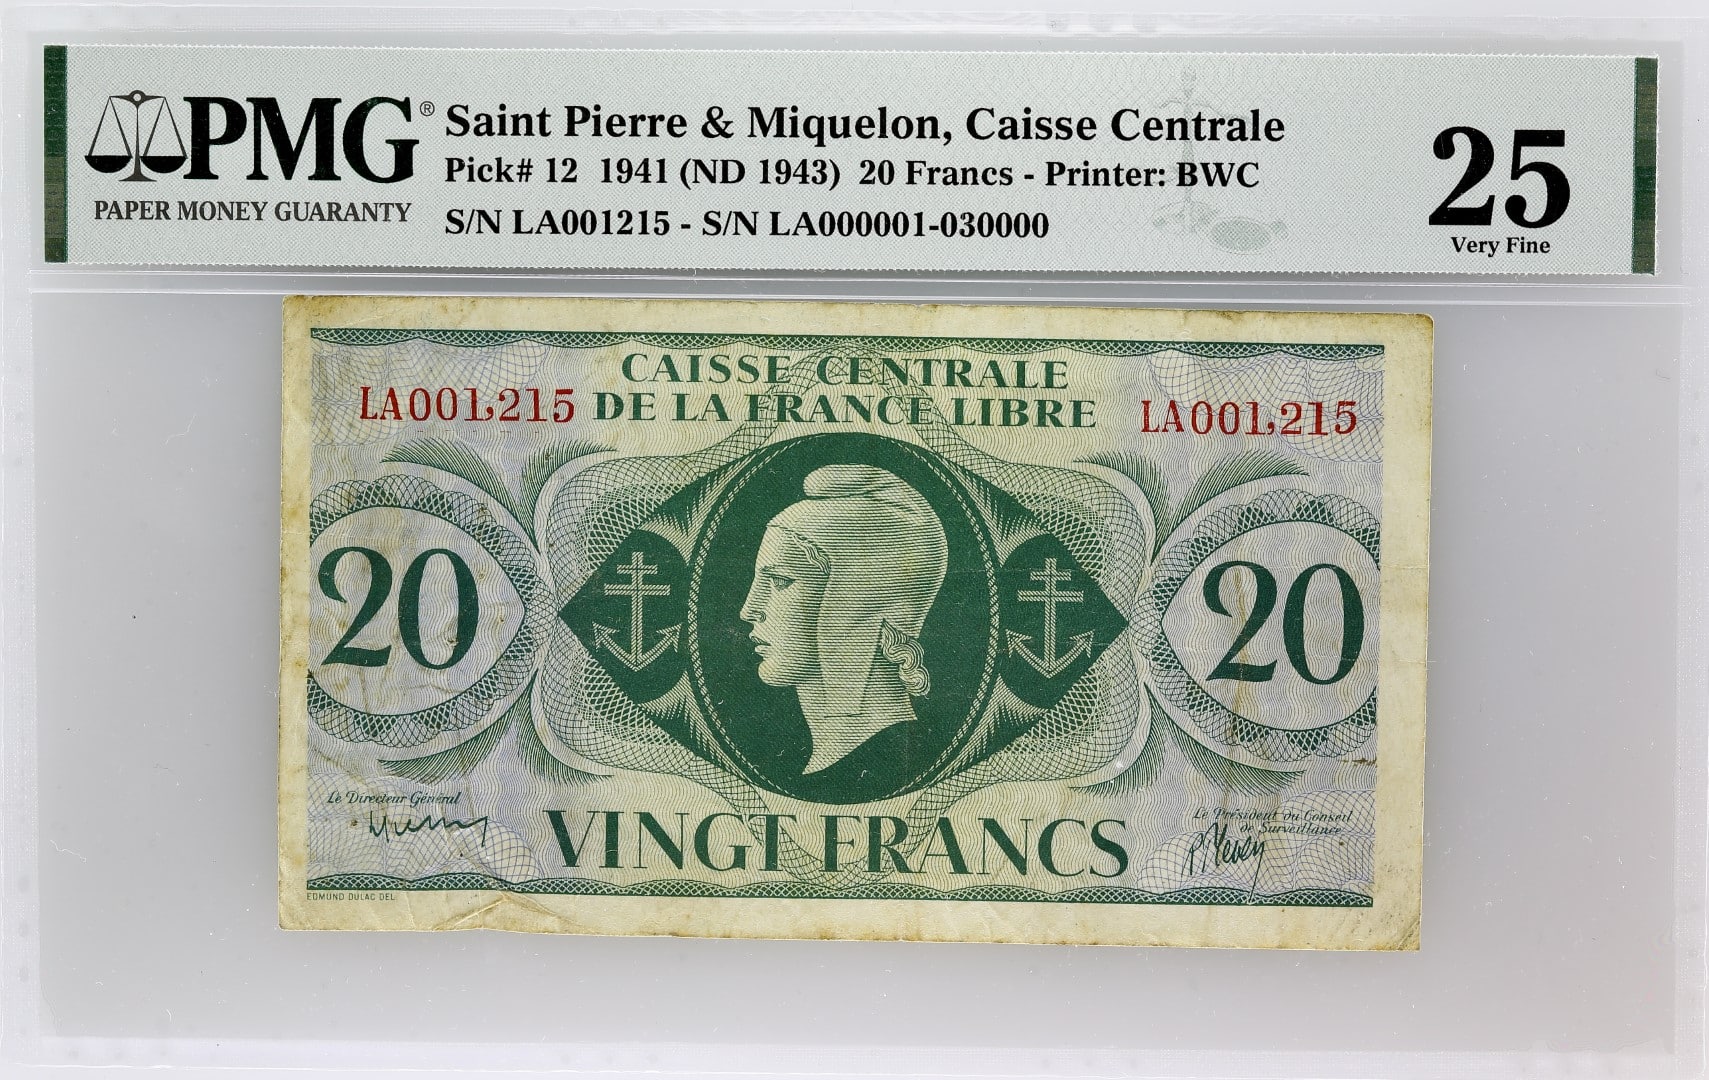 PMG®
PAPER MONEY GUARANTY
Saint Pierre & Miquelon, Caisse Centrale
Pick# 12 1941 (ND 1943) 20 Francs - Printer: BWC
S/N LA001215 - S/N LA000001-030000
25
Very Fine
CAISSE CENTRALE
DE LA FRANCE LIBRE
LA001,215
LA001,215
20
20
Le Directeur Général
Le Président du Conseil
de Surveillance
VINGT FRANCS
EDMUND DULAC DEL